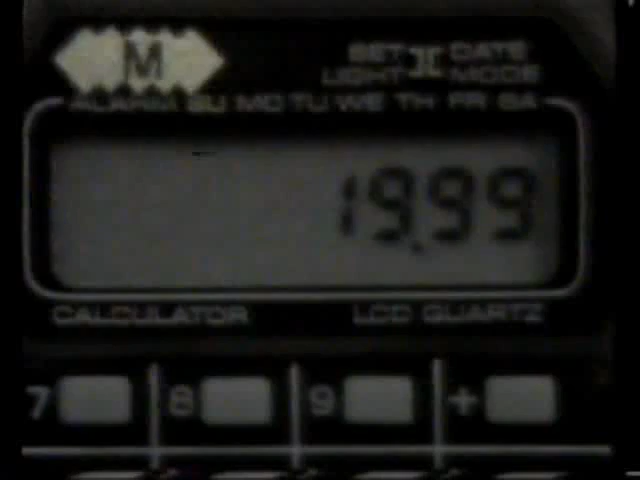 M
SET DATE
LIGHT MODE
ALARM SU MO TU WE TH FR SA
19.99
CALCULATOR LCD QUARTZ
7 8 9 +